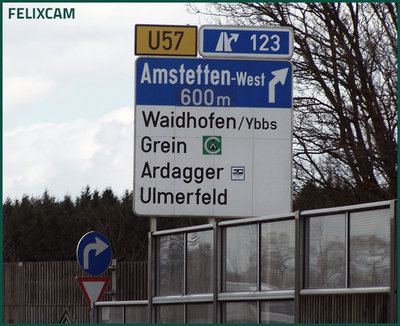 FELIXCAM
U57 123
Amstetten-West
600m
Waidhofen/Ybbs
Grein
Ardagger
Ulmerfeld